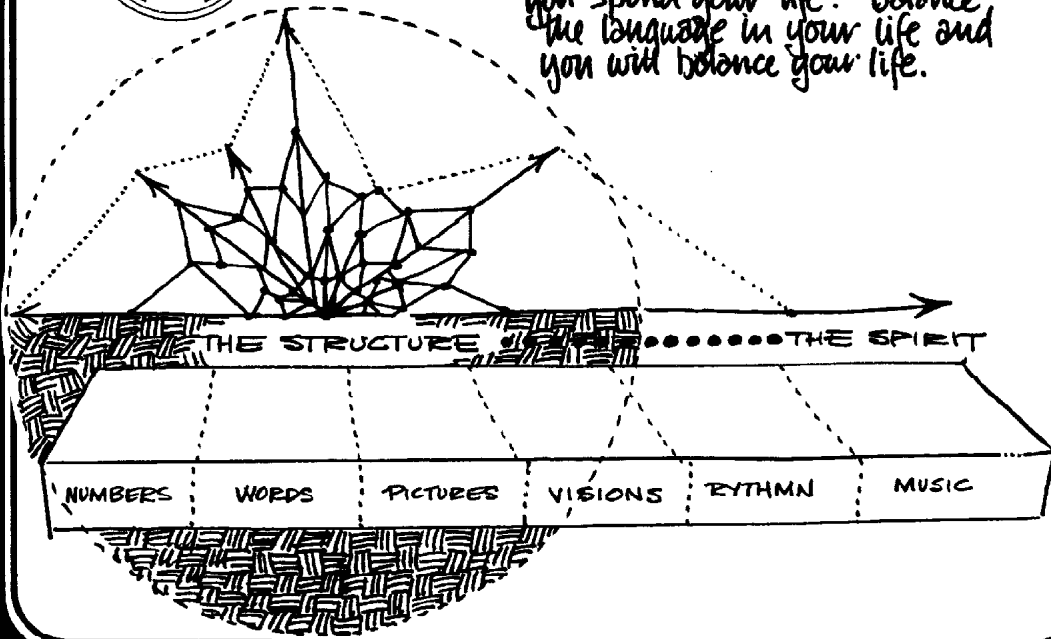 you spend your life. Balance
the language in your life and
you will balance your life.
THE STRUCTURE THE SPIRIT
NUMBERS WORDS PICTURES VISIONS RYTHMN MUSIC